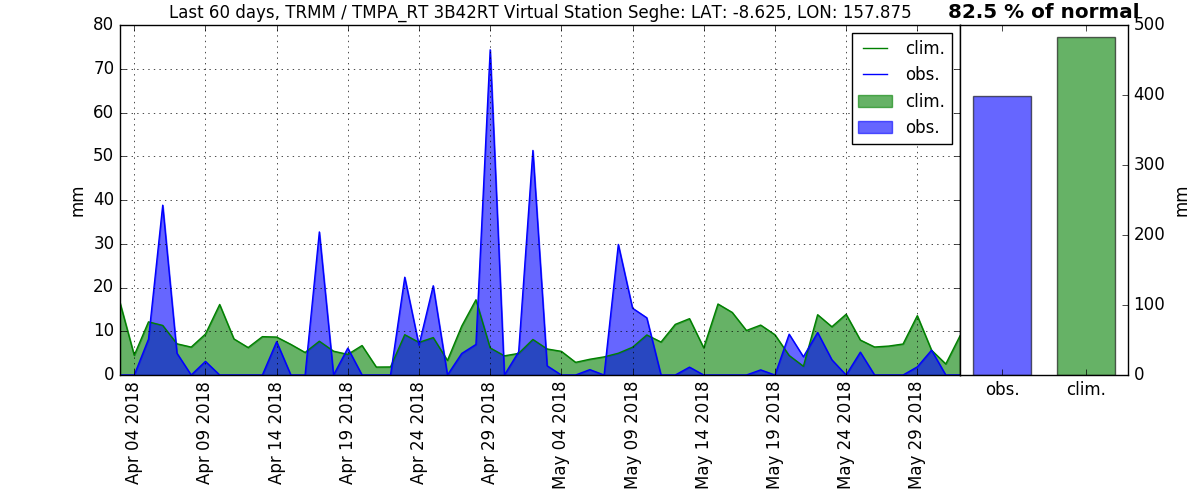 Last 60 days, TRMM / TMPA_RT 3B42RT Virtual Station Seghe: LAT: -8.625, LON: 157.875
82.5 % of normal
80
70
60
50
40
30
20
10
0
mm
clim.
obs.
clim.
obs.
Apr 04 2018
Apr 09 2018
Apr 14 2018
Apr 19 2018
Apr 24 2018
Apr 29 2018
May 04 2018
May 09 2018
May 14 2018
May 19 2018
May 24 2018
May 29 2018
500
400
300
200
100
0
mm
obs.
clim.